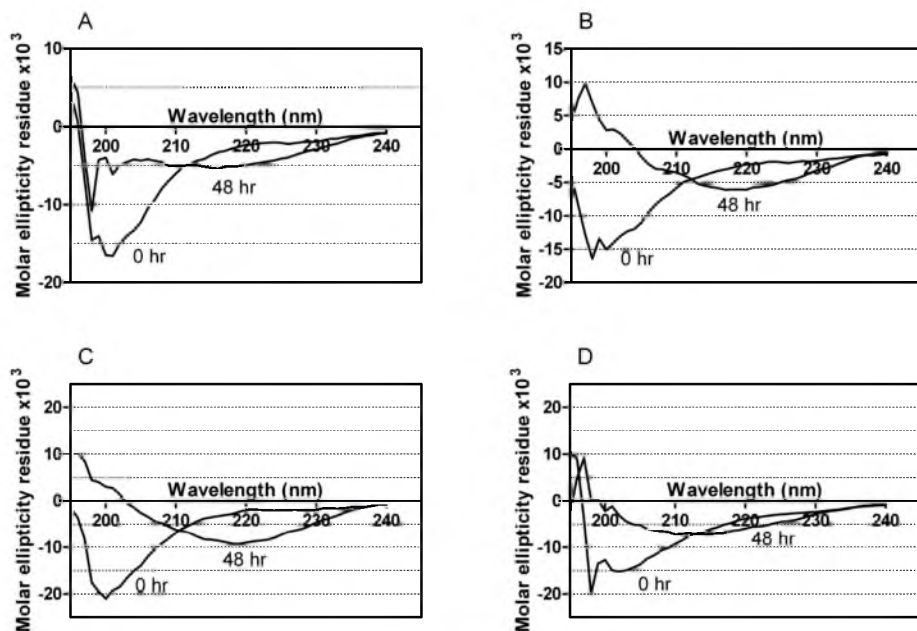 A
Molar ellipticity residue x10³
10
5
0
-5
-10
-15
-20
Wavelength (nm)
200 210 220 230 240
48 hr
0 hr
B
Molar ellipticity residue x10³
15
10
5
0
-5
-10
-15
-20
Wavelength (nm)
200 210 220 230 240
48 hr
0 hr
C
Molar ellipticity residue x10³
20
10
0
-10
-20
Wavelength (nm)
200 210 220 230 240
48 hr
0 hr
D
Molar ellipticity residue x10³
20
10
0
-10
-20
Wavelength (nm)
200 210 220 230 240
48 hr
0 hr